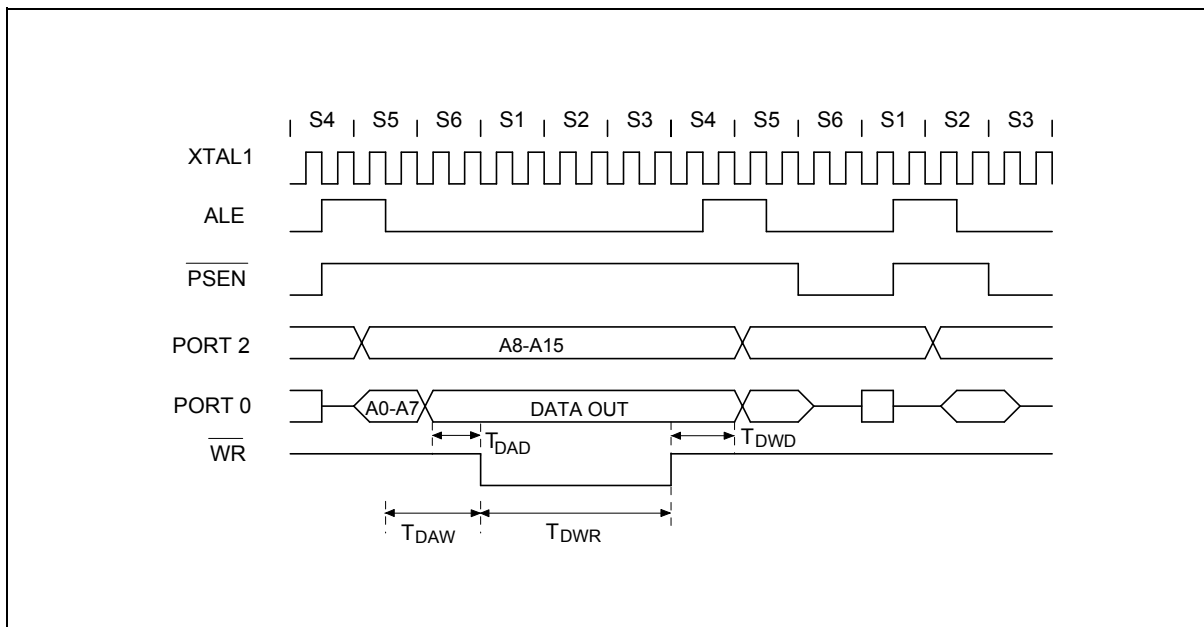 S4 S5 S6 S1 S2 S3 S4 S5 S6 S1 S2 S3
XTAL1
ALE
PSEN
PORT 2 A8-A15
PORT 0 A0-A7 DATA OUT
WR TDAD TDWD
TDAW TDWR